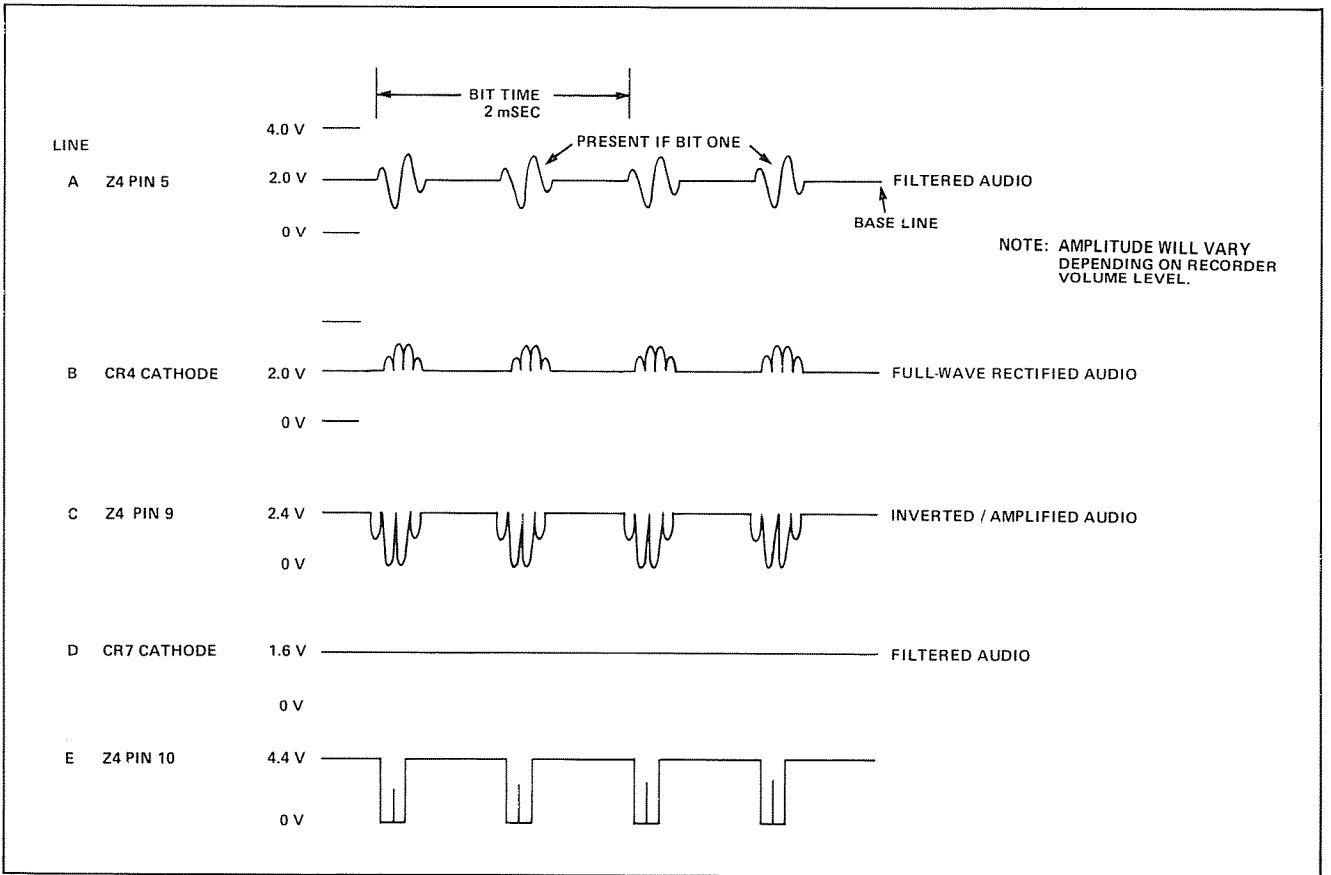 BIT TIME
2 mSEC
4.0 V
LINE
PRESENT IF BIT ONE
A Z4 PIN 5 2.0 V FILTERED AUDIO
BASE LINE
0 V
NOTE: AMPLITUDE WILL VARY
DEPENDING ON RECORDER
VOLUME LEVEL.
B CR4 CATHODE 2.0 V FULL-WAVE RECTIFIED AUDIO
0 V
C Z4 PIN 9 2.4 V INVERTED / AMPLIFIED AUDIO
0 V
D CR7 CATHODE 1.6 V FILTERED AUDIO
0 V
E Z4 PIN 10 4.4 V
0 V